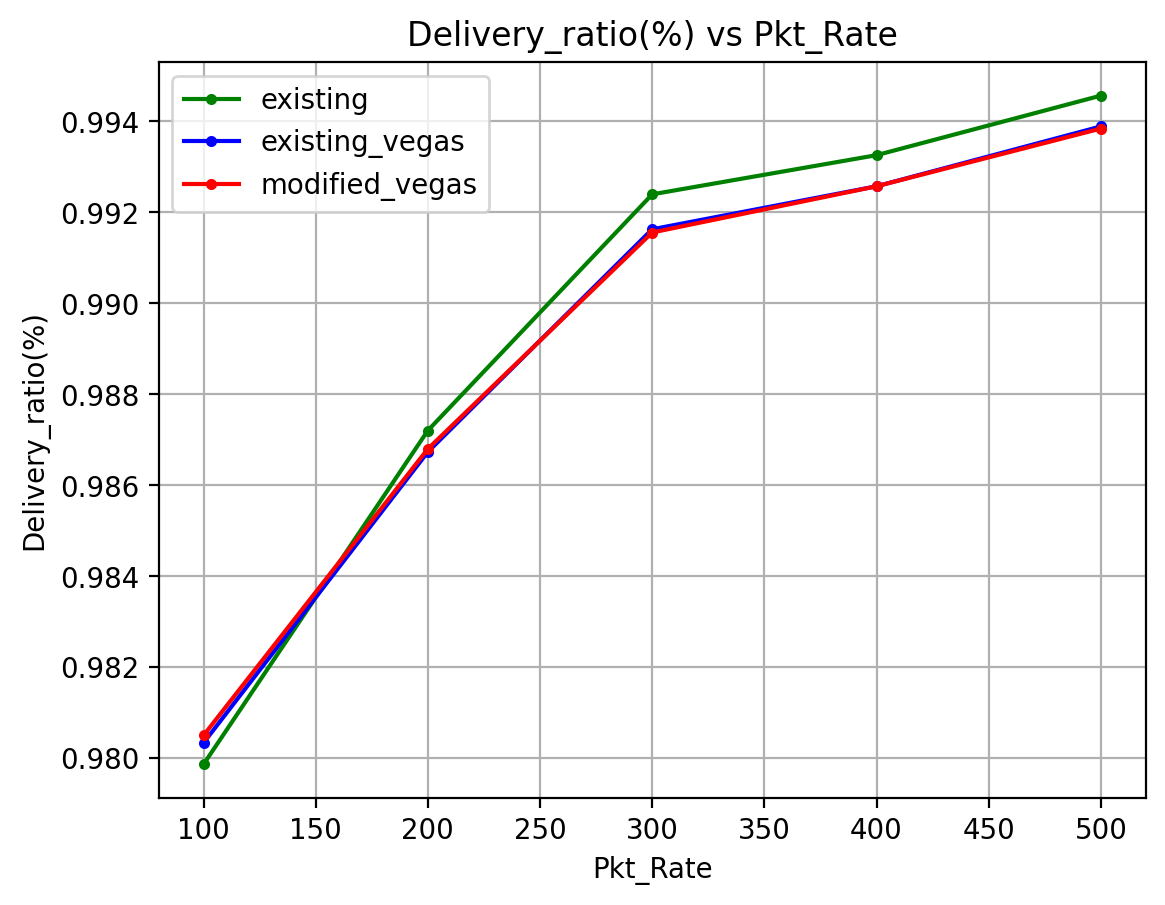 Delivery_ratio(%) vs Pkt_Rate
existing
existing_vegas
modified_vegas
Delivery_ratio(%)
0.994
0.992
0.990
0.988
0.986
0.984
0.982
0.980
100 150 200 250 300 350 400 450 500
Pkt_Rate